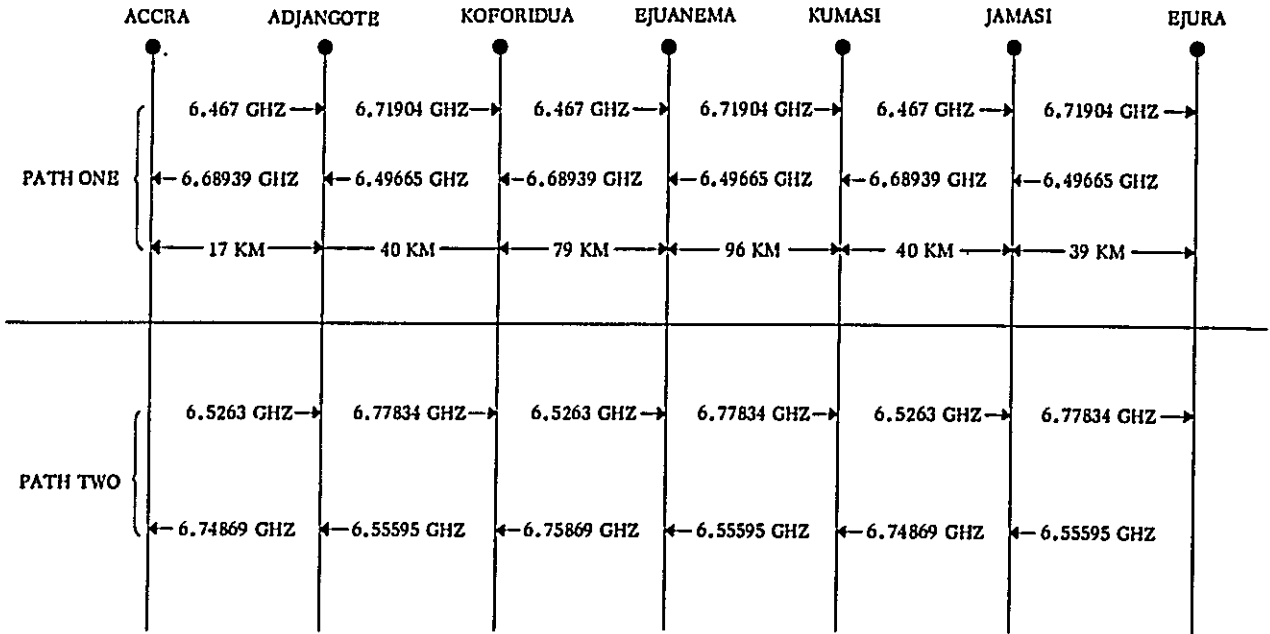 ACCRA ADJANGOTE KOFORIDUA EJUANEMA KUMASI JAMASI EJURA
6.467 GHZ 6.71904 GHZ 6.467 GHZ 6.71904 GHZ 6.467 GHZ 6.71904 GHZ
PATH ONE 6.68939 GHZ 6.49665 GHZ 6.68939 GHZ 6.49665 GHZ 6.68939 GHZ 6.49665 GHZ
17 KM 40 KM 79 KM 96 KM 40 KM 39 KM
6.5263 GHZ 6.77834 GHZ 6.5263 GHZ 6.77834 GHZ 6.5263 GHZ 6.77834 GHZ
PATH TWO
6.74869 GHZ 6.55595 GHZ 6.75869 GHZ 6.55595 GHZ 6.74869 GHZ 6.55595 GHZ